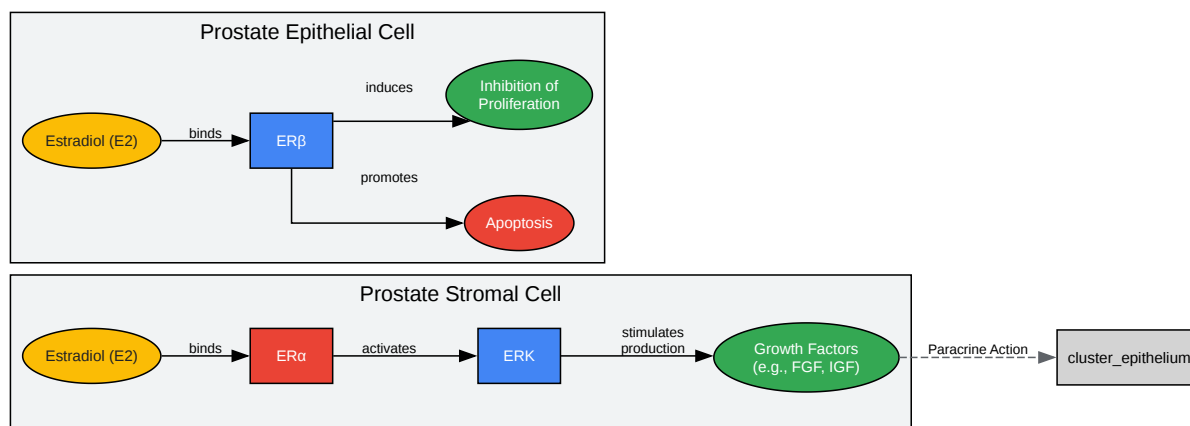 Prostate Epithelial Cell
Estradiol (E2)
binds
ERβ
induces
Inhibition of
Proliferation
promotes
Apoptosis
Prostate Stromal Cell
Estradiol (E2)
binds
ERα
activates
ERK
stimulates
production
Growth Factors
(e.g., FGF, IGF)
Paracrine Action
cluster_epithelium